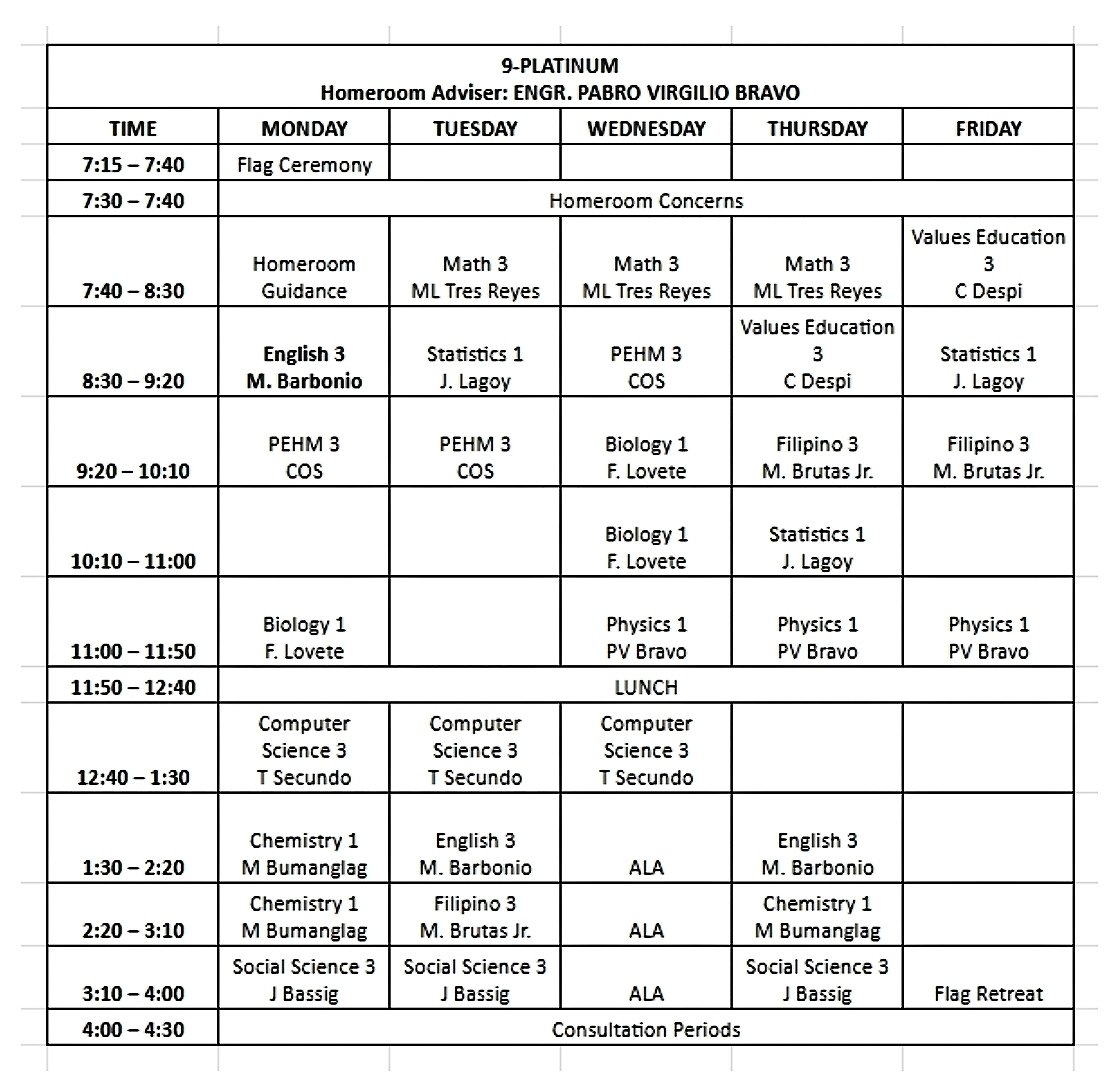 9-PLATINUM
Homeroom Adviser: ENGR. PABRO VIRGILIO BRAVO
TIME MONDAY TUESDAY WEDNESDAY THURSDAY FRIDAY
7:15 – 7:40 Flag Ceremony
7:30 – 7:40 Homeroom Concerns
Values Education
Homeroom Math 3 Math 3 Math 3 3
7:40 – 8:30 Guidance ML Tres Reyes ML Tres Reyes ML Tres Reyes C Despi
Values Education
English 3 Statistics 1 PEHM 3 3 Statistics 1
8:30 – 9:20 M. Barbonio J. Lagoy COS C Despi J. Lagoy
PEHM 3 PEHM 3 Biology 1 Filipino 3 Filipino 3
9:20 – 10:10 COS COS F. Lovete M. Brutas Jr. M. Brutas Jr.
Biology 1 Statistics 1
10:10 – 11:00 F. Lovete J. Lagoy
Biology 1 Physics 1 Physics 1 Physics 1
11:00 – 11:50 F. Lovete PV Bravo PV Bravo PV Bravo
11:50 – 12:40 LUNCH
Computer Computer Computer
Science 3 Science 3 Science 3
12:40 – 1:30 T Secundo T Secundo T Secundo
Chemistry 1 English 3 English 3
1:30 – 2:20 M Bumanglag M. Barbonio ALA M. Barbonio
Chemistry 1 Filipino 3 Chemistry 1
2:20 – 3:10 M Bumanglag M. Brutas Jr. ALA M Bumanglag
Social Science 3 Social Science 3 Social Science 3
3:10 – 4:00 J Bassig J Bassig ALA J Bassig Flag Retreat
4:00 – 4:30 Consultation Periods